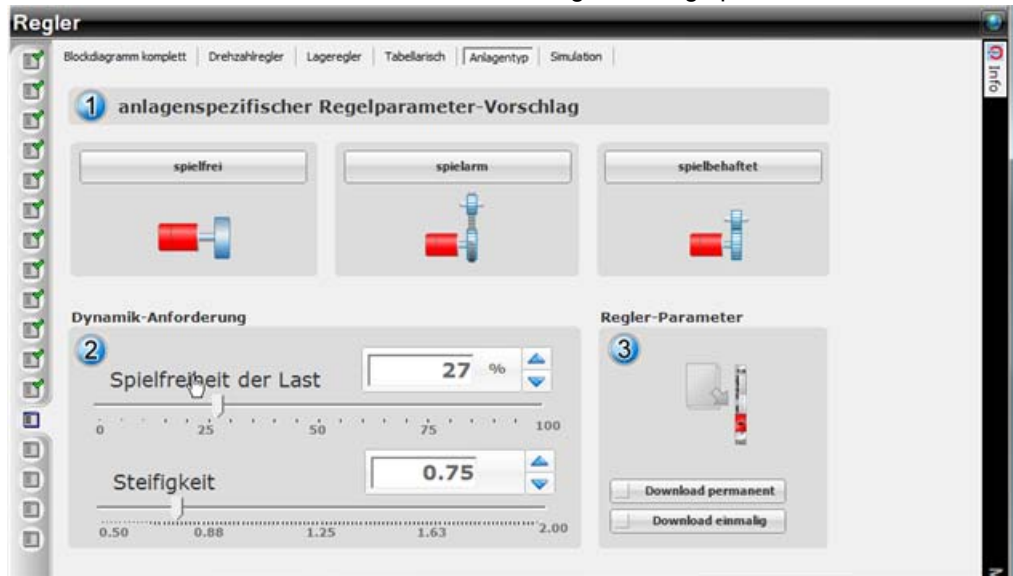 Regler
Blockdiagramm komplett Drehzahlregler Lageregler Tabellarisch Anlagentyp Simulation
Info
1 anlagenspezifischer Regelparameter-Vorschlag
spielfrei spielarm spielbehaftet
Dynamik-Anforderung
2
Spielfreiheit der Last 27 %
0 25 50 75 100
Steifigkeit 0.75
0.50 0.88 1.25 1.63 2.00
Regler-Parameter
3
Download permanent
Download einmalig